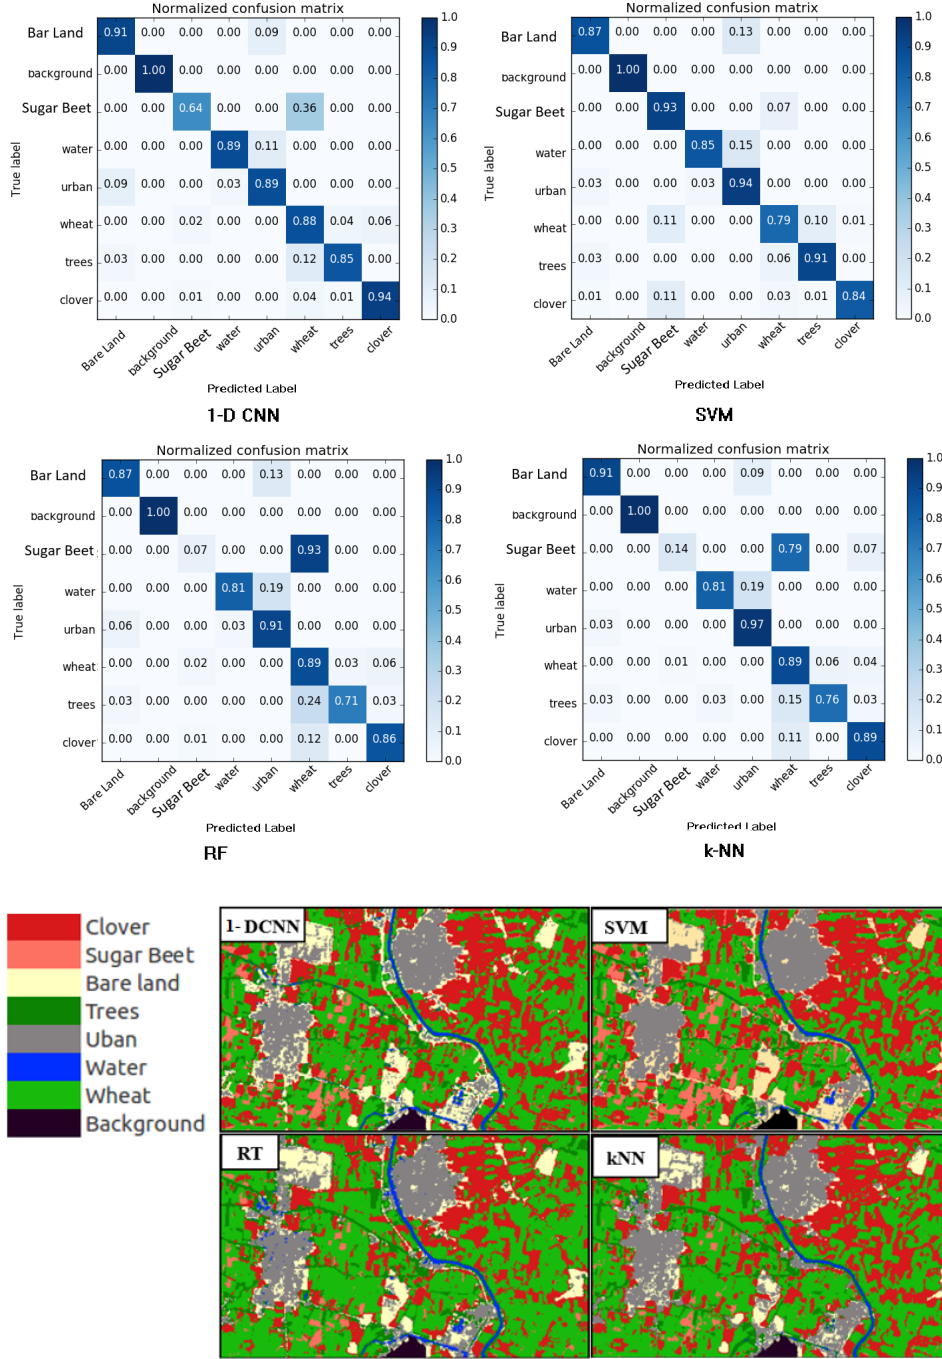 Normalized confusion matrix
Bar Land 0.91 0.00 0.00 0.00 0.09 0.00 0.00 0.00
background 0.00 1.00 0.00 0.00 0.00 0.00 0.00 0.00
Sugar Beet 0.00 0.00 0.64 0.00 0.00 0.36 0.00 0.00
water 0.00 0.00 0.00 0.89 0.11 0.00 0.00 0.00
urban 0.09 0.00 0.00 0.03 0.89 0.00 0.00 0.00
wheat 0.00 0.00 0.02 0.00 0.00 0.88 0.04 0.06
trees 0.03 0.00 0.00 0.00 0.00 0.12 0.85 0.00
clover 0.00 0.00 0.01 0.00 0.00 0.04 0.01 0.94
True label
Bare Land background Sugar Beet water urban wheat trees clover
Predicted Label
1.0
0.9
0.8
0.7
0.6
0.5
0.4
0.3
0.2
0.1
0.0
1-D CNN
Normalized confusion matrix
Bar Land 0.87 0.00 0.00 0.00 0.13 0.00 0.00 0.00
background 0.00 1.00 0.00 0.00 0.00 0.00 0.00 0.00
Sugar Beet 0.00 0.00 0.93 0.00 0.00 0.07 0.00 0.00
water 0.00 0.00 0.00 0.85 0.15 0.00 0.00 0.00
urban 0.03 0.00 0.00 0.03 0.94 0.00 0.00 0.00
wheat 0.00 0.00 0.11 0.00 0.00 0.79 0.10 0.01
trees 0.03 0.00 0.00 0.00 0.00 0.06 0.91 0.00
clover 0.01 0.00 0.11 0.00 0.00 0.03 0.01 0.84
True label
Bare Land background Sugar Beet water urban wheat trees clover
Predicted Label
1.0
0.9
0.8
0.7
0.6
0.5
0.4
0.3
0.2
0.1
0.0
SVM
Normalized confusion matrix
Bar Land 0.87 0.00 0.00 0.00 0.13 0.00 0.00 0.00
background 0.00 1.00 0.00 0.00 0.00 0.00 0.00 0.00
Sugar Beet 0.00 0.00 0.07 0.00 0.00 0.93 0.00 0.00
water 0.00 0.00 0.00 0.81 0.19 0.00 0.00 0.00
urban 0.06 0.00 0.00 0.03 0.91 0.00 0.00 0.00
wheat 0.00 0.00 0.02 0.00 0.00 0.89 0.03 0.06
trees 0.03 0.00 0.00 0.00 0.00 0.24 0.71 0.03
clover 0.00 0.00 0.01 0.00 0.00 0.12 0.00 0.86
True label
Bare Land background Sugar Beet water urban wheat trees clover
Predicted Label
1.0
0.9
0.8
0.7
0.6
0.5
0.4
0.3
0.2
0.1
0.0
RF
Normalized confusion matrix
Bar Land 0.91 0.00 0.00 0.00 0.09 0.00 0.00 0.00
background 0.00 1.00 0.00 0.00 0.00 0.00 0.00 0.00
Sugar Beet 0.00 0.00 0.14 0.00 0.00 0.79 0.00 0.07
water 0.00 0.00 0.00 0.81 0.19 0.00 0.00 0.00
urban 0.03 0.00 0.00 0.00 0.97 0.00 0.00 0.00
wheat 0.00 0.00 0.01 0.00 0.00 0.89 0.06 0.04
trees 0.03 0.00 0.00 0.03 0.00 0.15 0.76 0.03
clover 0.00 0.00 0.00 0.00 0.00 0.11 0.00 0.89
True label
Bare Land background Sugar Beet water urban wheat trees clover
Predicted Label
1.0
0.9
0.8
0.7
0.6
0.5
0.4
0.3
0.2
0.1
0.0
k-NN
Clover
Sugar Beet
Bare land
Trees
Uban
Water
Wheat
Background
1- DCNN
SVM
RT
kNN